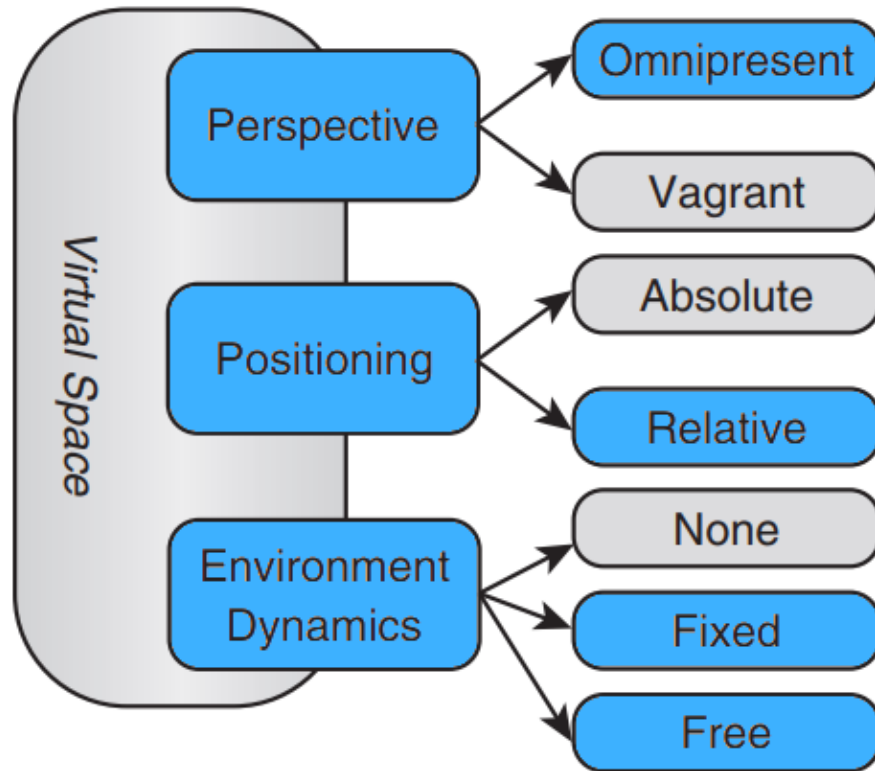 Virtual Space
Perspective
Omnipresent
Vagrant
Positioning
Absolute
Relative
Environment
Dynamics
None
Fixed
Free